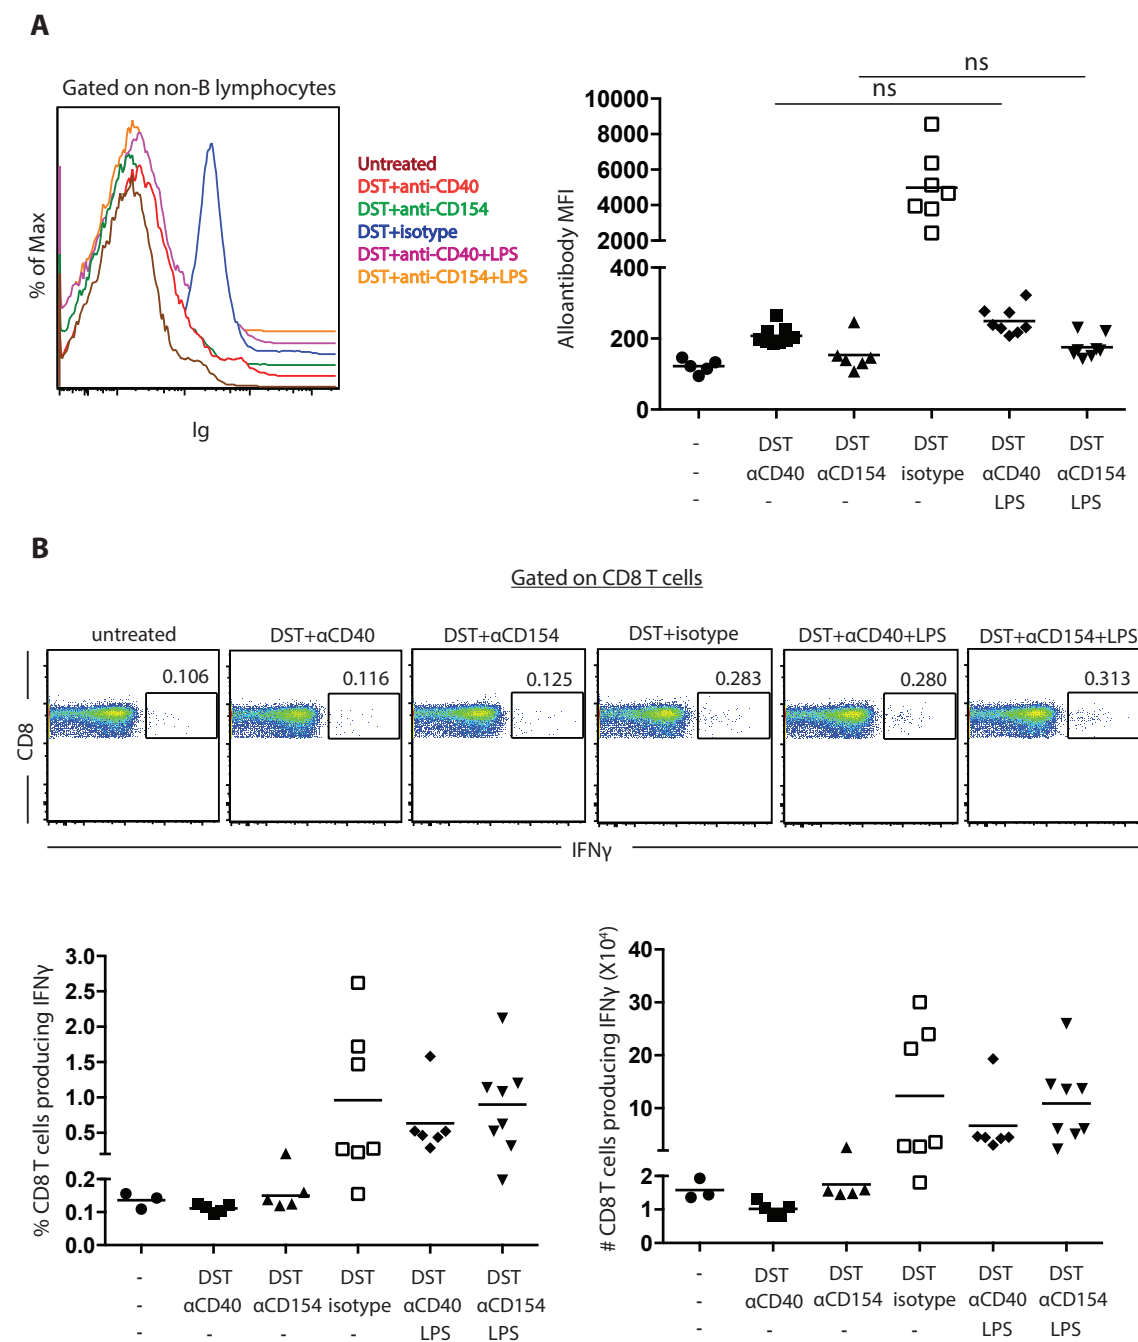 A
Gated on non-B lymphocytes
% of Max
Ig
Untreated
DST+anti-CD40
DST+anti-CD154
DST+isotype
DST+anti-CD40+LPS
DST+anti-CD154+LPS
ns
ns
Alloantibody MFI
10000
8000
6000
4000
2000
400
200
0
- DST DST DST DST DST
- αCD40 αCD154 isotype αCD40 αCD154
- - - - LPS LPS
B
Gated on CD8 T cells
untreated DST+αCD40 DST+αCD154 DST+isotype DST+αCD40+LPS DST+αCD154+LPS
0.106 0.116 0.125 0.283 0.280 0.313
CD8
IFNγ
% CD8 T cells producing IFNγ
3.0
2.5
2.0
1.5
1.0
0.5
0.2
0.1
0.0
- DST DST DST DST DST
- αCD40 αCD154 isotype αCD40 αCD154
- - - - LPS LPS
# CD8 T cells producing IFNγ (X10⁴)
40
30
20
10
2
1
0
- DST DST DST DST DST
- αCD40 αCD154 isotype αCD40 αCD154
- - - - LPS LPS